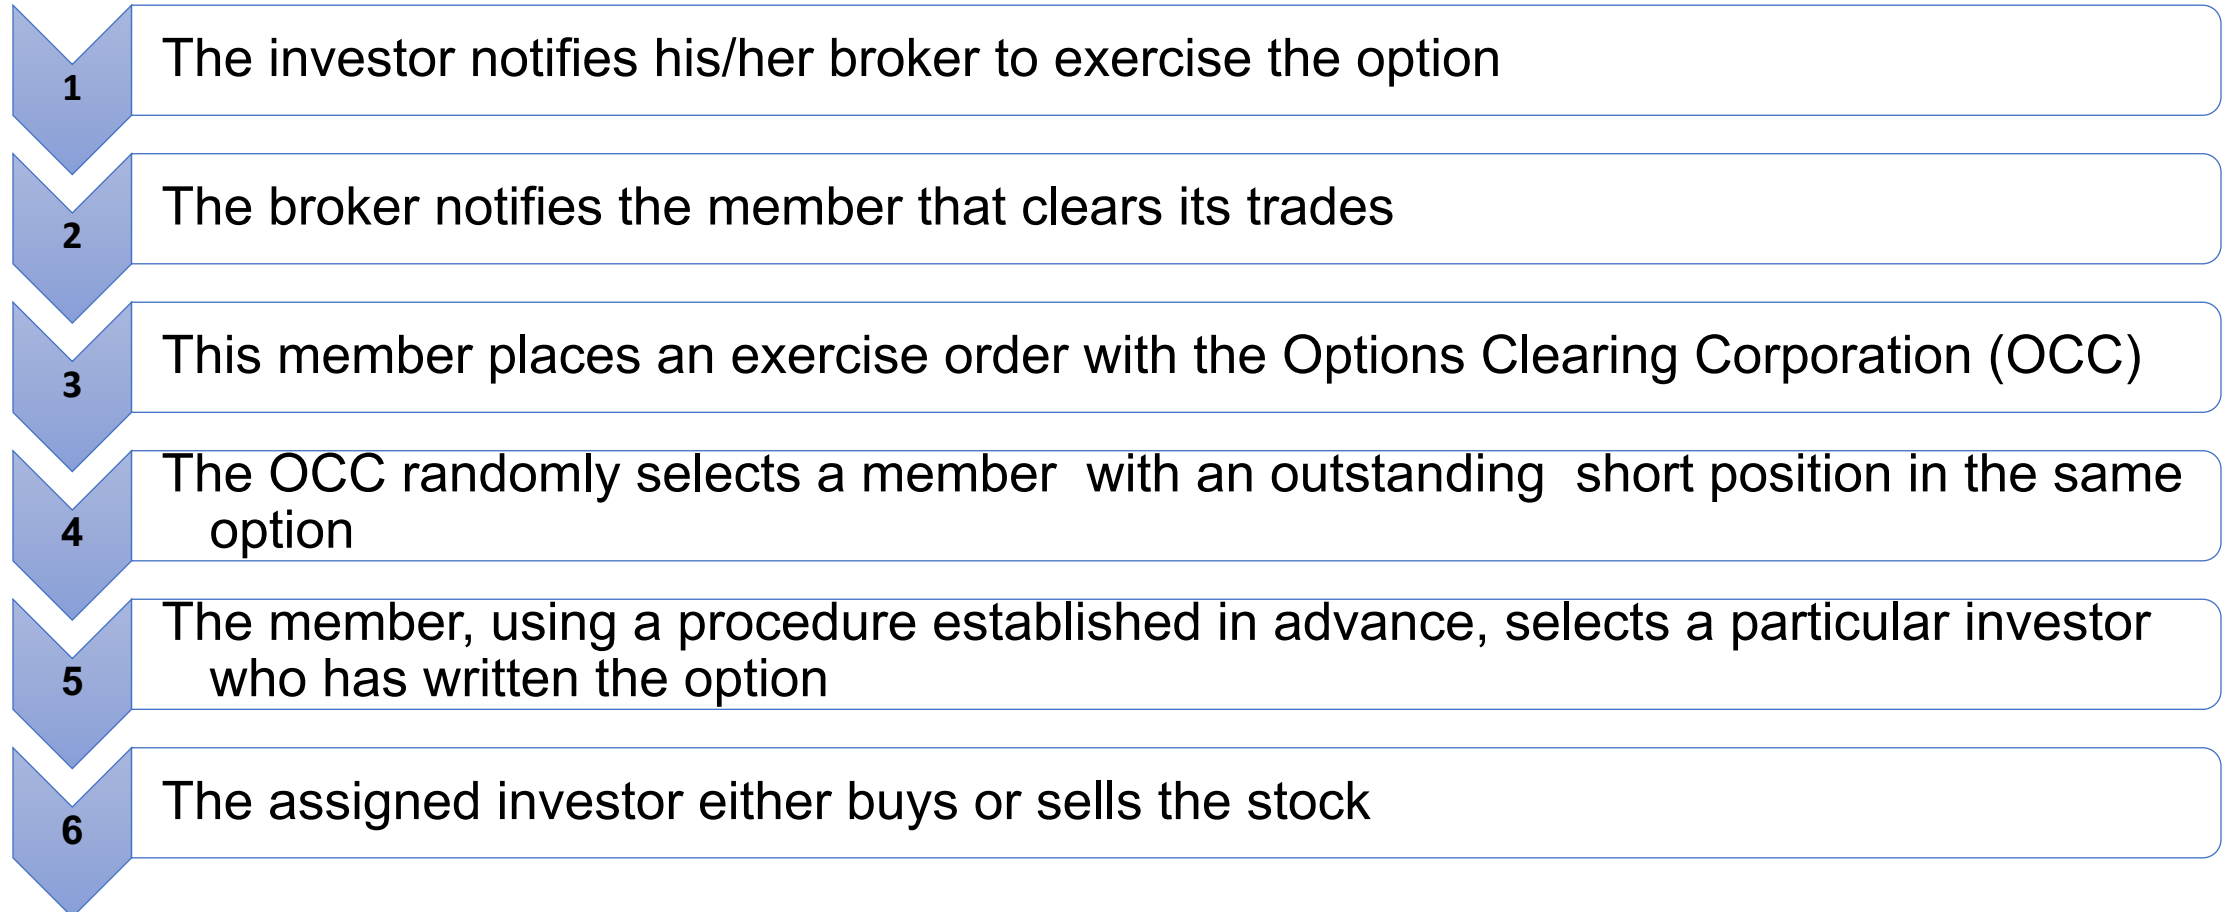 1
The investor notifies his/her broker to exercise the option
2
The broker notifies the member that clears its trades
3
This member places an exercise order with the Options Clearing Corporation (OCC)
4
The OCC randomly selects a member  with an outstanding  short position in the same
option
5
The member, using a procedure established in advance, selects a particular investor
who has written the option
6
The assigned investor either buys or sells the stock